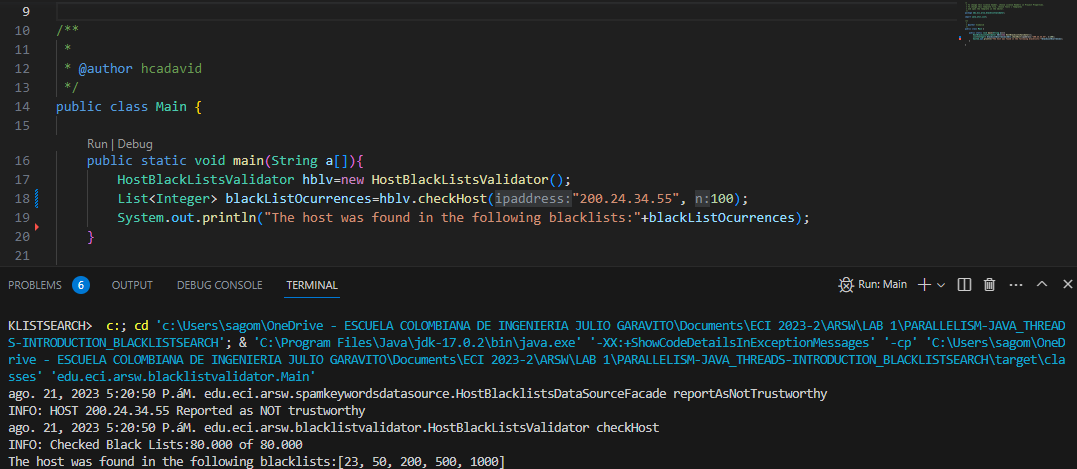 9
10 /**
11  *
12  * @author hcadavid
13  */
14 public class Main {
15
Run | Debug
16     public static void main(String a[]){
17         HostBlackListsValidator hblv=new HostBlackListsValidator();
18         List<Integer> blackListOcurrences=hblv.checkHost(ipaddress:"200.24.34.55", n:100);
19         System.out.println("The host was found in the following blacklists:"+blackListOcurrences);
20     }
21
PROBLEMS 6 OUTPUT DEBUG CONSOLE TERMINAL Run: Main
KLISTSEARCH>  c:; cd 'c:\Users\sagom\OneDrive - ESCUELA COLOMBIANA DE INGENIERIA JULIO GARAVITO\Documents\ECI 2023-2\ARSW\LAB 1\PARALLELISM-JAVA_THREAD
S-INTRODUCTION_BLACKLISTSEARCH'; & 'C:\Program Files\Java\jdk-17.0.2\bin\java.exe' '-XX:+ShowCodeDetailsInExceptionMessages' '-cp' 'C:\Users\sagom\OneD
rive - ESCUELA COLOMBIANA DE INGENIERIA JULIO GARAVITO\Documents\ECI 2023-2\ARSW\LAB 1\PARALLELISM-JAVA_THREADS-INTRODUCTION_BLACKLISTSEARCH\target\cla
sses' 'edu.eci.arsw.blacklistvalidator.Main'
ago. 21, 2023 5:20:50 P.áM. edu.eci.arsw.spamkeywordsdatasource.HostBlacklistsDataSourceFacade reportAsNotTrustworthy
INFO: HOST 200.24.34.55 Reported as NOT trustworthy
ago. 21, 2023 5:20:50 P.áM. edu.eci.arsw.blacklistvalidator.HostBlackListsValidator checkHost
INFO: Checked Black Lists:80.000 of 80.000
The host was found in the following blacklists:[23, 50, 200, 500, 1000]